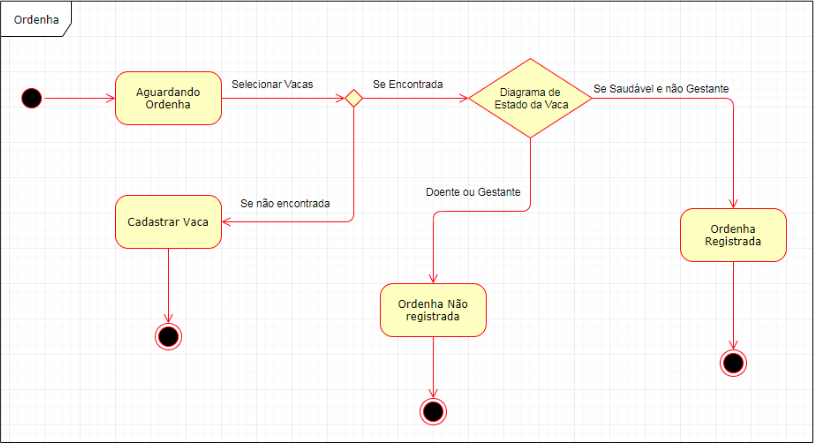 Ordenha
Aguardando
Ordenha
Selecionar Vacas
Se Encontrada
Diagrama de
Estado da Vaca
Se Saudável e não Gestante
Cadastrar Vaca
Se não encontrada
Doente ou Gestante
Ordenha
Registrada
Ordenha Não
registrada